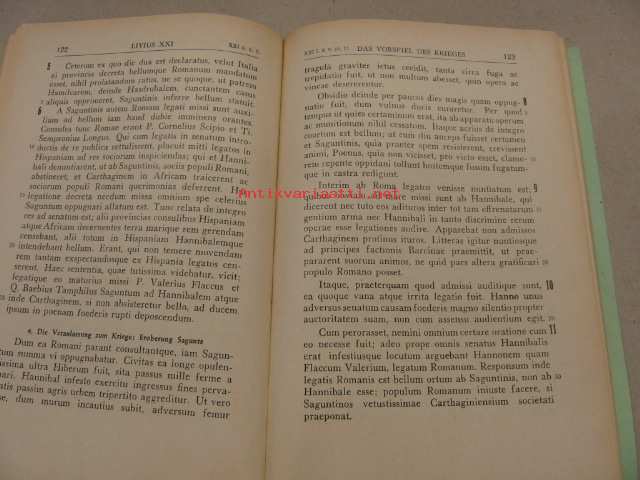 122 LIVIUS XXI XXI 5. 6. 7.
5 Ceterum ex quo die dux est declaratus, velut Italia
ei provincia decreta bellumque Romanum mandatum
esset, nihil prolatandum ratus, ne se quoque, ut patrem
Hamilcarem, deinde Hasdrubalem, cunctantem casus
aliquis opprimeret, Saguntinis inferre bellum statuit.
6 A Saguntinis autem Romam legati missi sunt auxi-
lium ad bellum iam haud dubie imminens orantes.
Consules tunc Romae erant P. Cornelius Scipio et Ti.
Sempronius Longus. Qui cum legatis in senatum intro-
ductis de re publica rettulissent, placuit mitti legatos in
Hispaniam ad res sociorum inspiciendas; qui et Hanni-
bali denuntiarent, ut ab Saguntinis, sociis populi Romani,
abstineret, et Carthaginem in Africam traicerent ac
sociorum populi Romani querimonias deferrent.
legatione decreta necdum missa omnium spe celerius
Saguntum oppugnari allatum est. Tunc relata de integro
res ad senatum est; alii provincias consulibus Hispaniam
atque Africam decernentes terra marique rem gerendam
censebant, alii totum in Hispaniam Hannibalemque
intendebant bellum. Erant, qui non temere movendam
rem tantam exspectandosque ex Hispania legatos cen-
serent. Haec sententia, quae tutissima videbatur, vicit;
legatique eo maturius missi P. Valerius Flaccus et
Q. Baebius Tamphilus Saguntum ad Hannibalem atque
inde Carthaginem, si non absisteretur bello, ad ducem
ipsum in poenam foederis rupti deposcendum.
4. Die Veranlassung zum Kriege: Eroberung Sagunts
Dum ea Romani parant consultantque, iam Sagun-
tum summa vi oppugnabatur. Civitas ea longe opulen-
tissima ultra Hiberum fuit, sita passus mille ferme a
mari. Hannibal infesto exercitu ingressus fines perva-
statis passim agris urbem tripertito aggreditur. Ut vero
se, dum murum incautius subit, adversum femur
DAS VORSPIEL DES KRIEGES 123
tragula graviter ictus cecidit, tanta circa fuga ac
trepidatio fuit, ut non multum abesset, quin opera ac
vineae desererentur.
Obsidio deinde per paucos dies magis quam oppug- 8
natio fuit, dum vulnus ducis curaretur. Per quod
tempus ut quies certaminum erat, ita ab apparatu operum
ac munitionum nihil cessatum. Itaque acrius de integro
coortum est bellum; at cum diu anceps fuisset certamen
et Saguntinis, quia praeter spem resisterent, crevissent
animi, Poenus, quia non vicisset, pro victo esset, clamo-
rem repente oppidani tollunt hostemque fusum fugatum-
que in castra redigunt.
Interim ab Roma legatos venisse nuntiatum est; 9
quibus obviam ad mare missi sunt ab Hannibale, qui
dicerent nec tuto eos adituros inter tot tam effrenatarum
gentium arma nec Hannibali in tanto discrimine rerum
operae esse legationes audire. Apparebat non admissos
Carthaginem protinus ituros. Litteras igitur nuntiosque
ad principes factionis Barcinae praemittit, ut prae-
pararent suorum animos, ne quid pars altera gratificari 20
populo Romano posset.
Itaque, praeterquam quod admissi auditique sunt, 10
ea quoque vana atque irrita legatio fuit. Hanno unus
adversus senatum causam foederis magno silentio propter
auctoritatem suam, non cum assensu audientium egit.
Cum perorasset, nemini omnium certare oratione cum 11
eo necesse fuit; adeo prope omnis senatus Hannibalis
erat infestiusque locutum arguebant Hannonem quam
Flaccum Valerium, legatum Romanum. Responsum inde
legatis Romanis est bellum ortum ab Saguntinis, non ab
Hannibale esse; populum Romanum iniuste facere, si
Saguntinos vetustissimae Carthaginiensium societati
praeponat.
Antikvariaatti.net